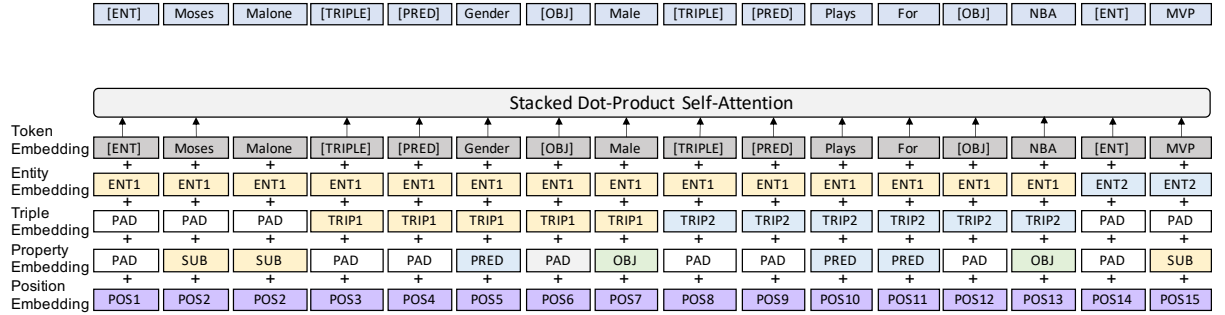 [ENT] Moses Malone [TRIPLE] [PRED] Gender [OBJ] Male [TRIPLE] [PRED] Plays For [OBJ] NBA [ENT] MVP
Stacked Dot-Product Self-Attention
Token Embedding [ENT] Moses Malone [TRIPLE] [PRED] Gender [OBJ] Male [TRIPLE] [PRED] Plays For [OBJ] NBA [ENT] MVP
+ + + + + + + + + + + + + + + +
Entity Embedding ENT1 ENT1 ENT1 ENT1 ENT1 ENT1 ENT1 ENT1 ENT1 ENT1 ENT1 ENT1 ENT1 ENT1 ENT2 ENT2
+ + + + + + + + + + + + + + + +
Triple Embedding PAD PAD PAD TRIP1 TRIP1 TRIP1 TRIP1 TRIP1 TRIP2 TRIP2 TRIP2 TRIP2 TRIP2 TRIP2 PAD PAD
+ + + + + + + + + + + + + + + +
Property Embedding PAD SUB SUB PAD PAD PRED PAD OBJ PAD PAD PRED PRED PAD OBJ PAD SUB
+ + + + + + + + + + + + + + + +
Position Embedding POS1 POS2 POS2 POS3 POS4 POS5 POS6 POS7 POS8 POS9 POS10 POS11 POS12 POS13 POS14 POS15